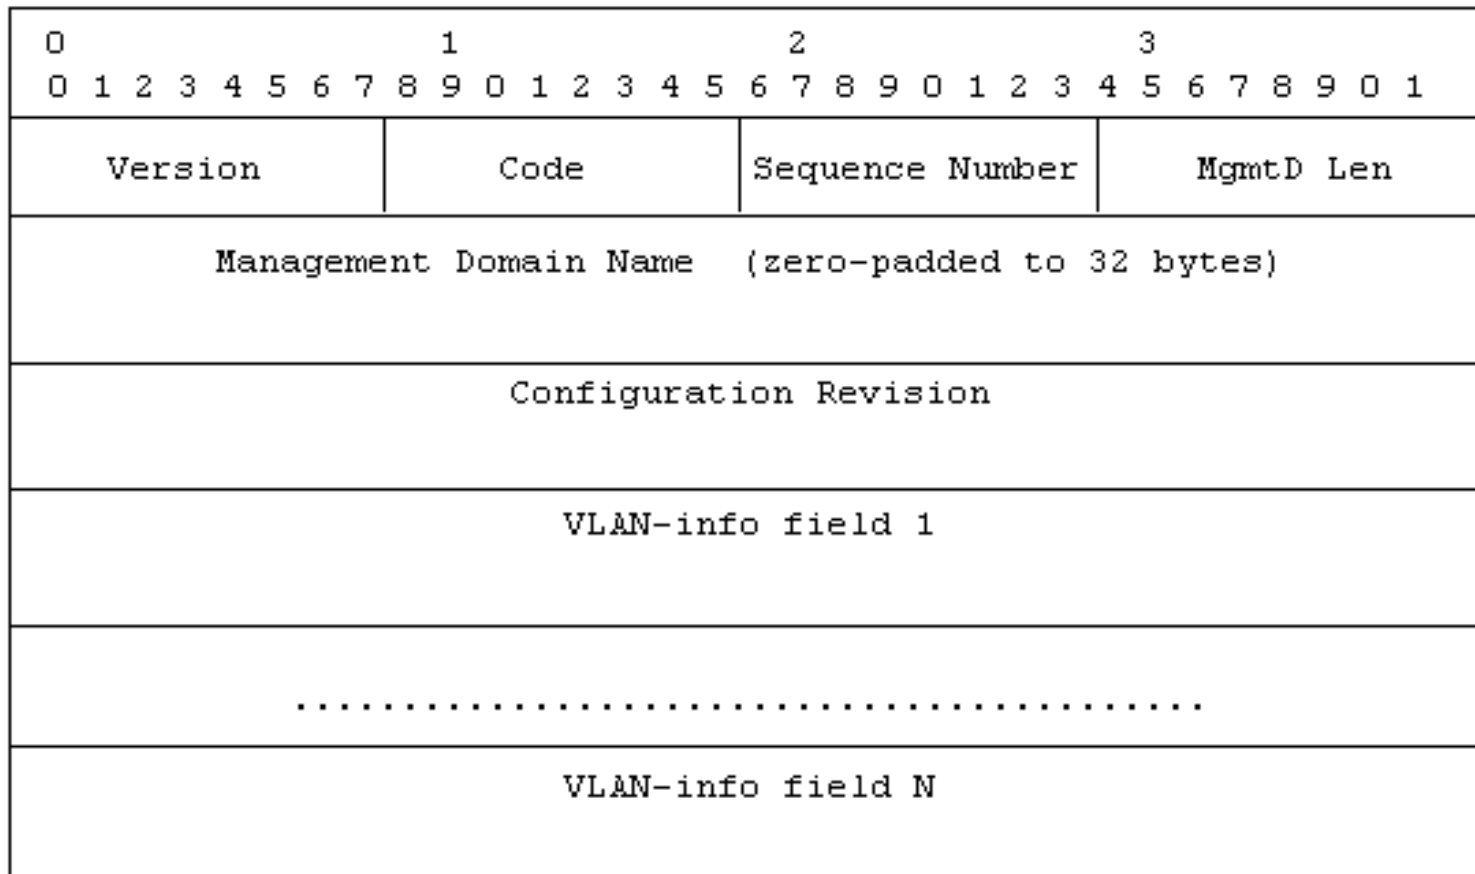 0 1 2 3
0 1 2 3 4 5 6 7 8 9 0 1 2 3 4 5 6 7 8 9 0 1 2 3 4 5 6 7 8 9 0 1
Version Code Sequence Number MgmtD Len
Management Domain Name (zero-padded to 32 bytes)
Configuration Revision
VLAN-info field 1
..........................................
VLAN-info field N